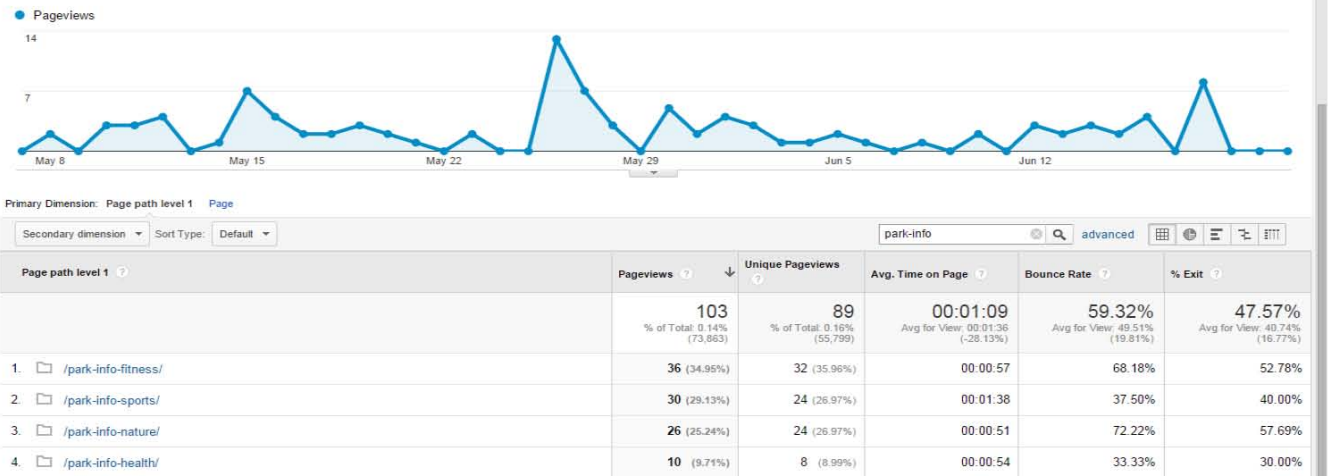 Pageviews
14
7
May 8 May 15 May 22 May 29 Jun 5 Jun 12
Primary Dimension: Page path level 1 Page
Secondary dimension Sort Type: Default park-info advanced
Page path level 1 ? Pageviews ? Unique Pageviews ? Avg. Time on Page ? Bounce Rate ? % Exit ?
103 89 00:01:09 59.32% 47.57%
% of Total: 0.14% % of Total: 0.16% Avg for View: 00:01:36 Avg for View: 49.51% Avg for View: 40.74%
(73,863) (55,799) (-28.13%) (19.81%) (16.77%)
1. /park-info-fitness/ 36 (34.95%) 32 (35.96%) 00:00:57 68.18% 52.78%
2. /park-info-sports/ 30 (29.13%) 24 (26.97%) 00:01:38 37.50% 40.00%
3. /park-info-nature/ 26 (25.24%) 24 (26.97%) 00:00:51 72.22% 57.69%
4. /park-info-health/ 10 (9.71%) 8 (8.99%) 00:00:54 33.33% 30.00%